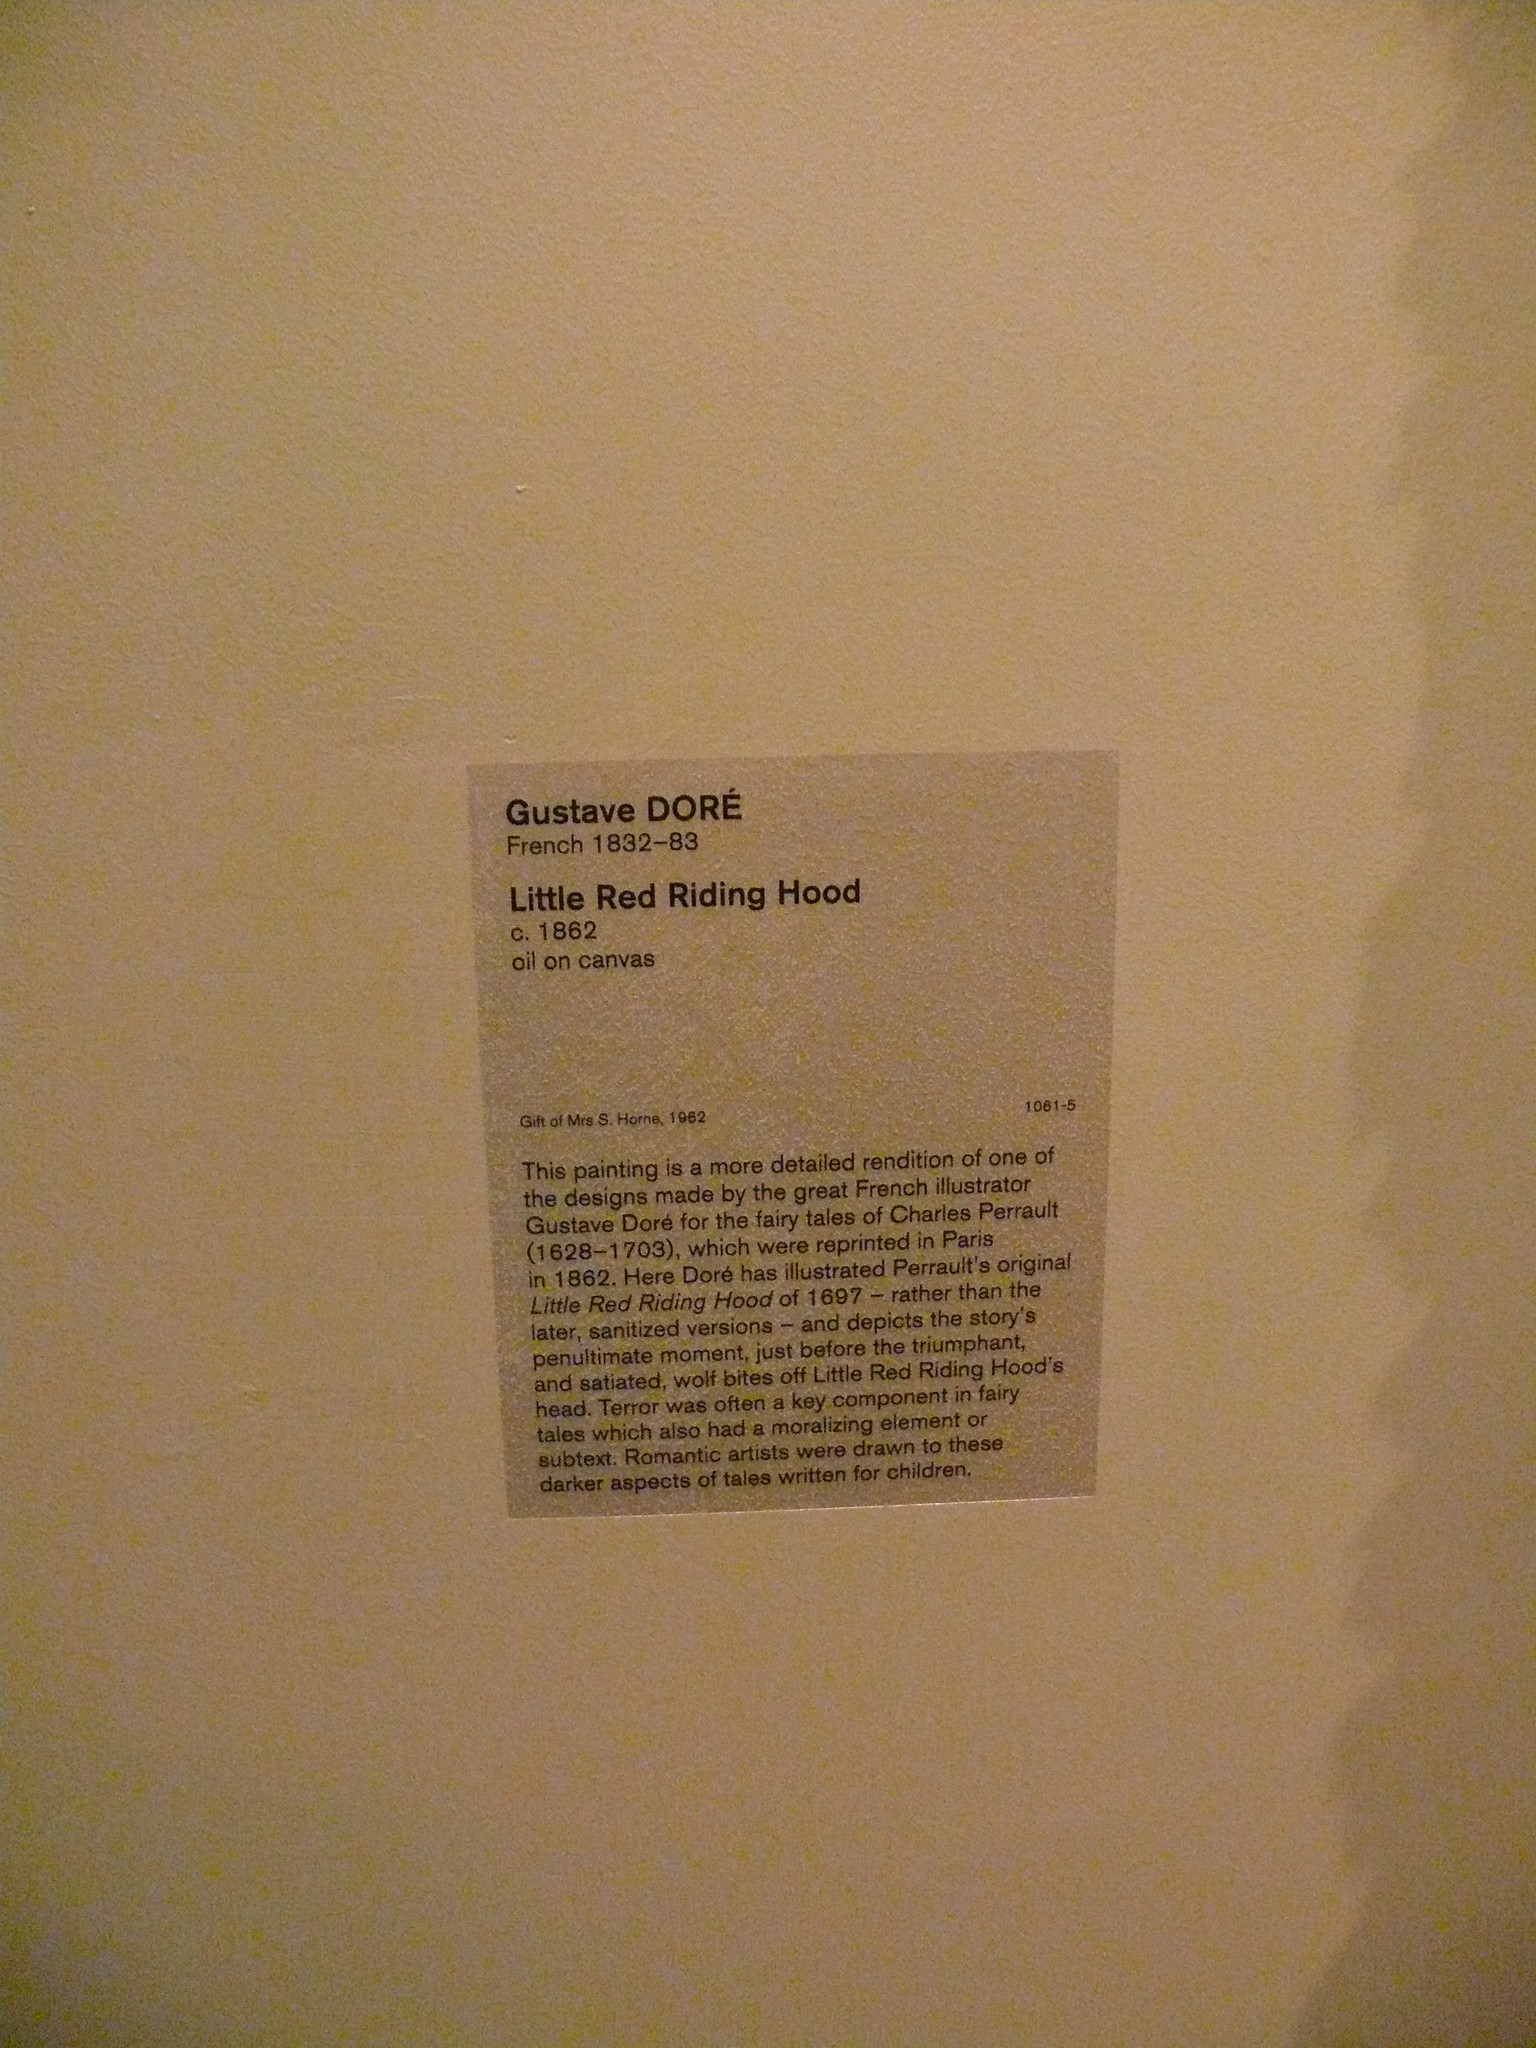 Gustave DORÉ
French 1832–83
Little Red Riding Hood
c. 1862
oil on canvas
Gift of Mrs S. Horne, 1962
1061-5
This painting is a more detailed rendition of one of
the designs made by the great French illustrator
Gustave Doré for the fairy tales of Charles Perrault
(1628–1703), which were reprinted in Paris
in 1862. Here Doré has illustrated Perrault's original
Little Red Riding Hood of 1697 – rather than the
later, sanitized versions – and depicts the story's
penultimate moment, just before the triumphant,
and satiated, wolf bites off Little Red Riding Hood's
head. Terror was often a key component in fairy
tales which also had a moralizing element or
subtext. Romantic artists were drawn to these
darker aspects of tales written for children.